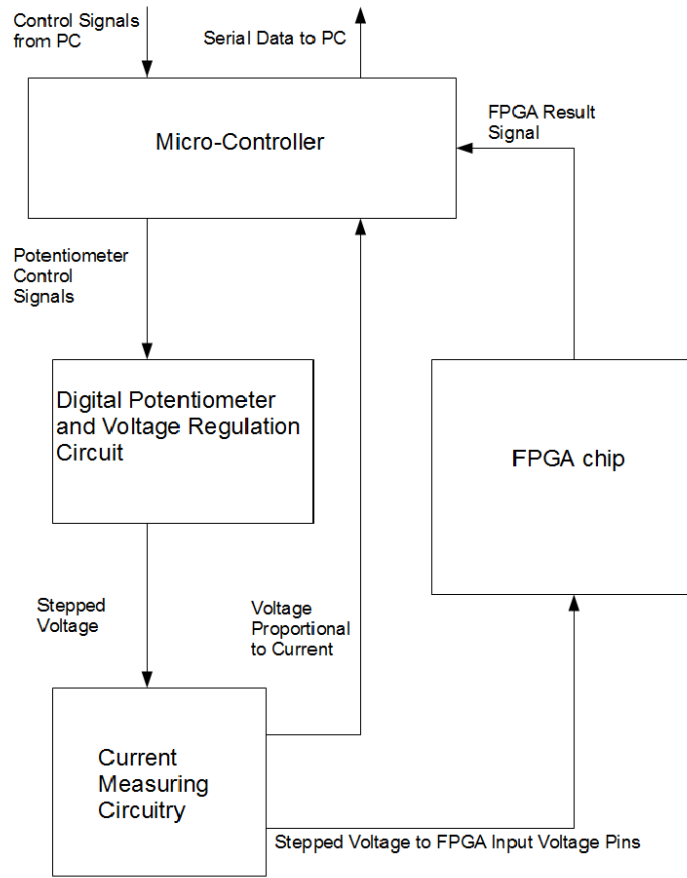 Control Signals
from PC
Serial Data to PC
Micro-Controller
FPGA Result
Signal
Potentiometer
Control
Signals
Digital Potentiometer
and Voltage Regulation
Circuit
FPGA chip
Stepped
Voltage
Voltage
Proportional
to Current
Current
Measuring
Circuitry
Stepped Voltage to FPGA Input Voltage Pins